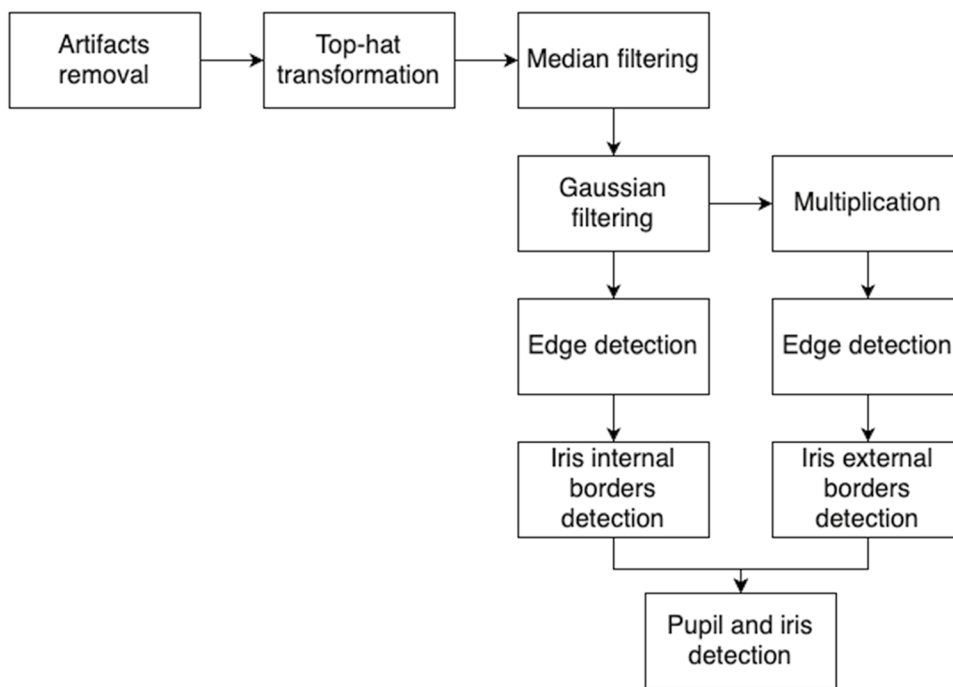 Artifacts
removal
Top-hat
transformation
Median filtering
Gaussian
filtering
Multiplication
Edge detection
Edge detection
Iris internal
borders
detection
Iris external
borders
detection
Pupil and iris
detection